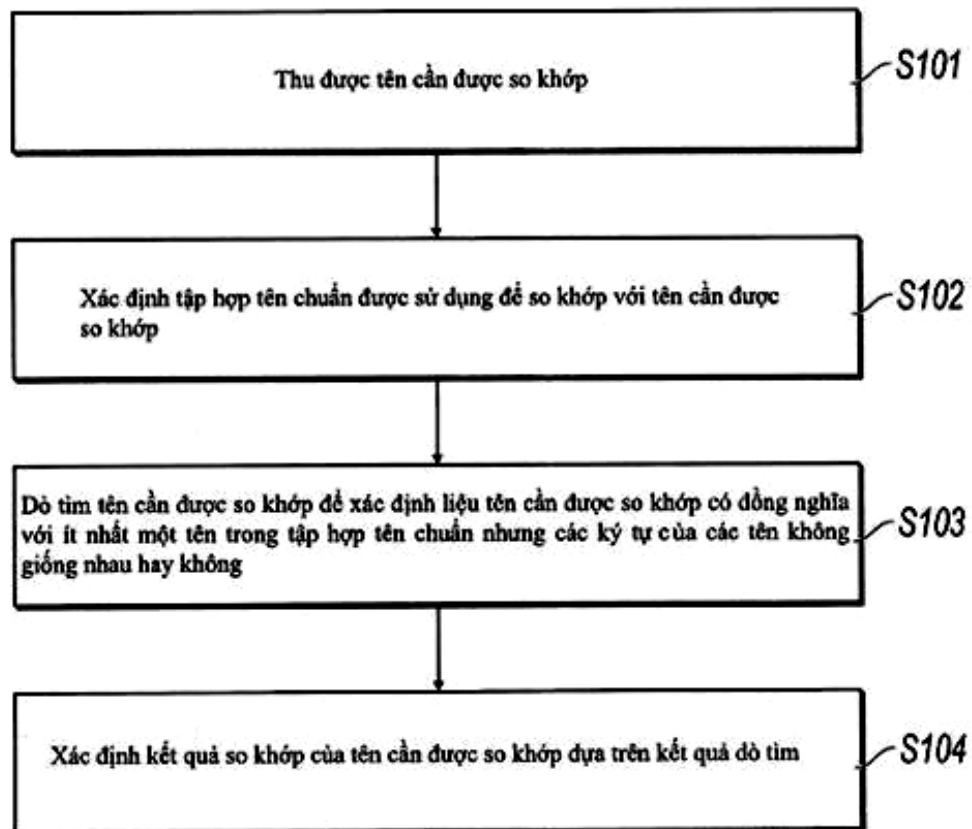 Thu được tên cần được so khớp
S101
Xác định tập hợp tên chuẩn được sử dụng để so khớp với tên cần được
so khớp
S102
Dò tìm tên cần được so khớp để xác định liệu tên cần được so khớp có đồng nghĩa
với ít nhất một tên trong tập hợp tên chuẩn nhưng các ký tự của các tên không
giống nhau hay không
S103
Xác định kết quả so khớp của tên cần được so khớp dựa trên kết quả dò tìm
S104